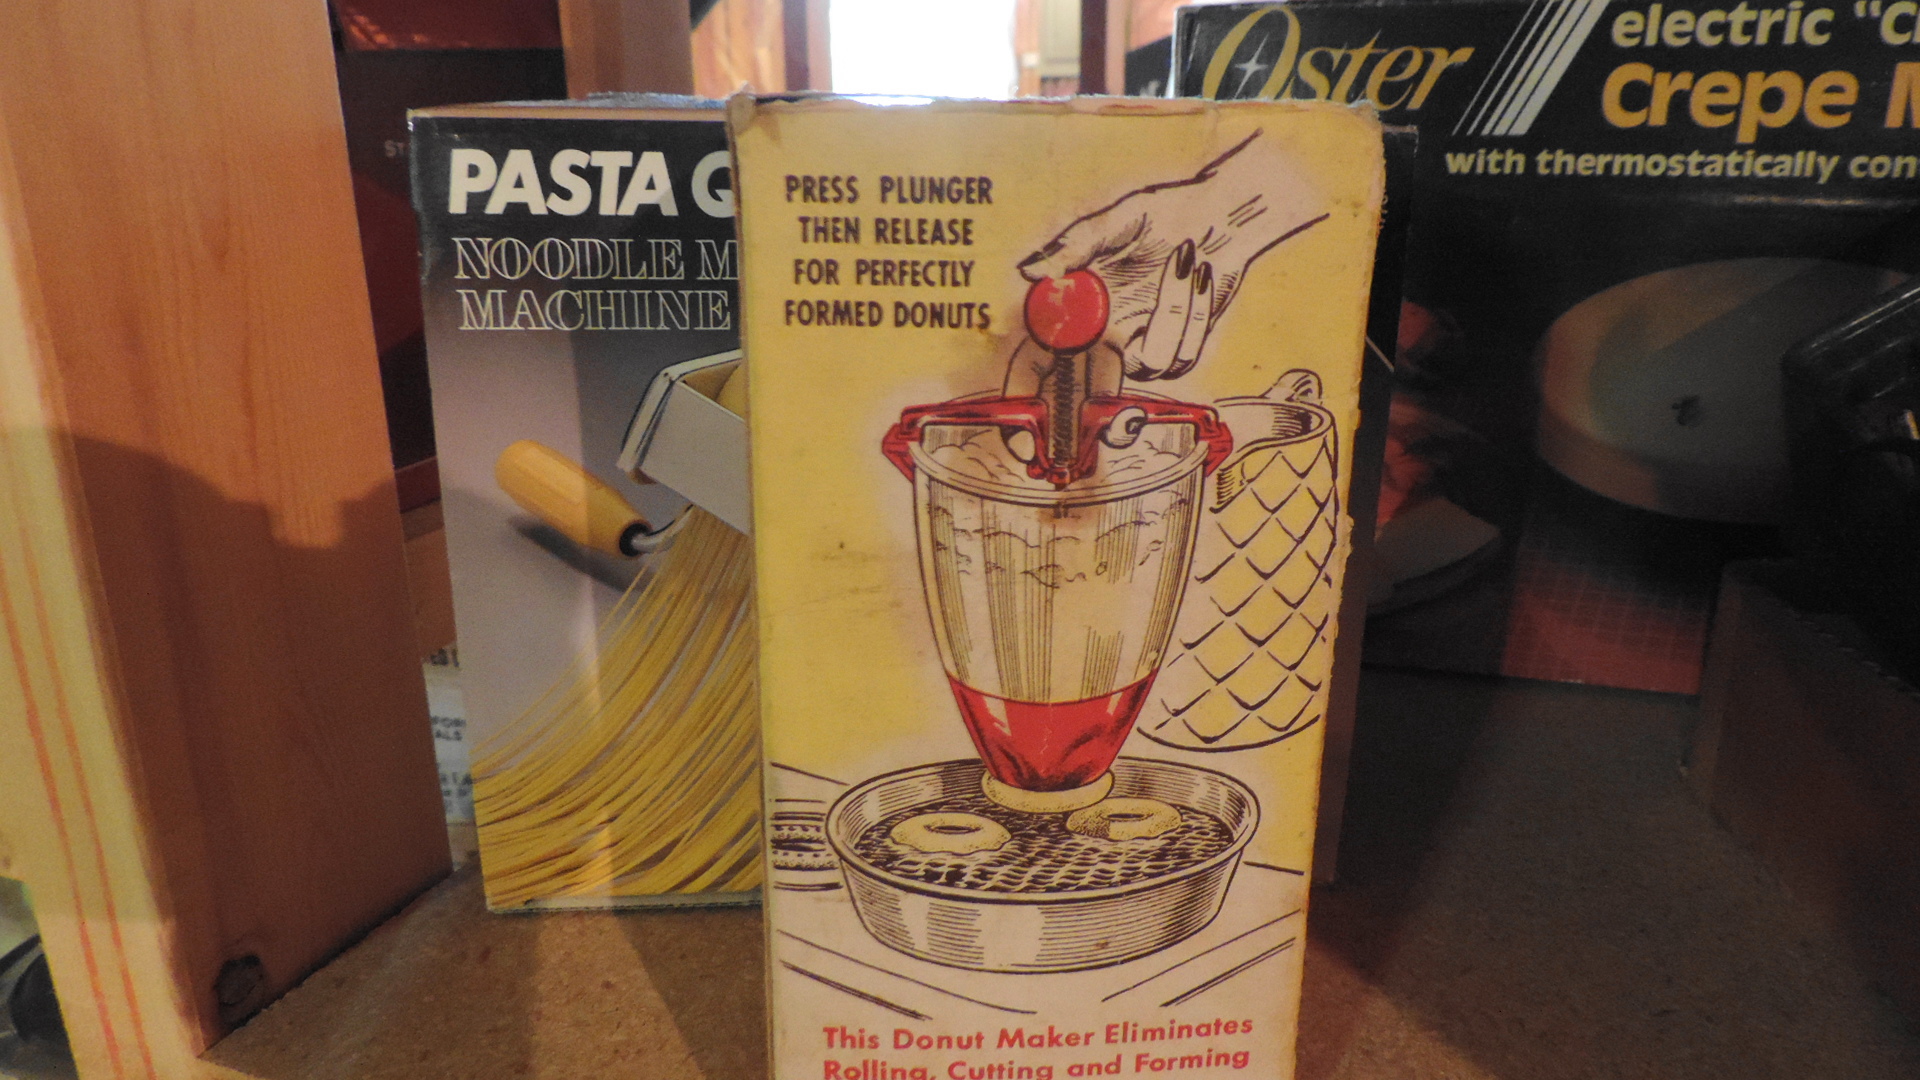 PASTA
NOODLE
MACHINE
PRESS PLUNGER
THEN RELEASE
FOR PERFECTLY
FORMED DONUTS
This Donut Maker Eliminates
Rolling, Cutting and Forming
Oster
electric
Crepe
with thermostatically